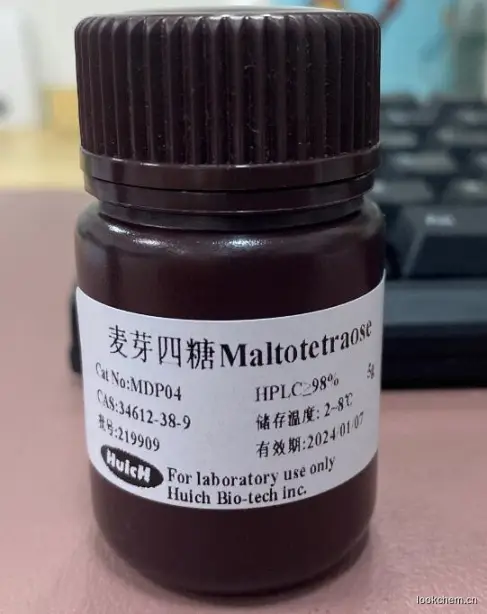 麦芽四糖Maltotetraose
Cat No:MDP04
HPLC≥98% 5g
CAS:34612-38-9
储存温度: 2~8℃
批号:219909
有效期:2024/01/07
HuicH
For laboratory use only
Huich Bio-tech inc.
lookchem.cn